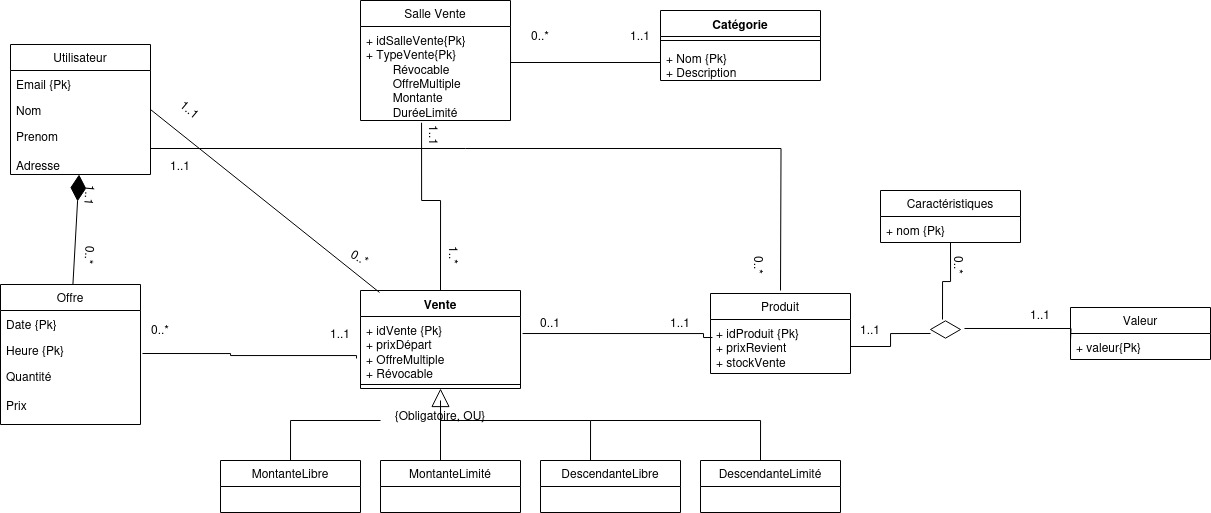 Salle Vente
+ idSalleVente{Pk}
+ TypeVente{Pk}
Révocable
OffreMultiple
Montante
DuréeLimité
0..*
1..1
Catégorie
+ Nom {Pk}
+ Description
Utilisateur
Email {Pk}
Nom
Prenom
Adresse
1..1
1..1
1..1
1..1
0..*
0..*
1..*
0..*
Caractéristiques
+ nom {Pk}
0..*
Offre
Date {Pk}
Heure {Pk}
Quantité
Prix
0..*
1..1
Vente
+ idVente {Pk}
+ prixDépart
+ OffreMultiple
+ Révocable
0..1
1..1
Produit
+ idProduit {Pk}
+ prixRevient
+ stockVente
1..1
1..1
Valeur
+ valeur{Pk}
{Obligatoire, OU}
MontanteLibre
MontanteLimité
DescendanteLibre
DescendanteLimité